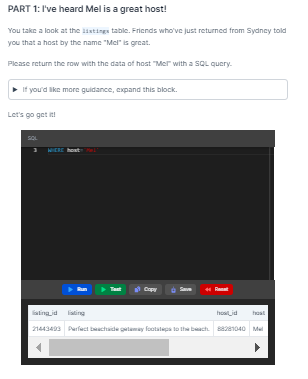 PART 1: I've heard Mel is a great host!
You take a look at the listings table. Friends who've just returned from Sydney told
you that a host by the name "Mel" is great.
Please return the row with the data of host "Mel" with a SQL query.
▶ If you'd like more guidance, expand this block.
Let's go get it!
SQL
3 WHERE host='Mel'
Run Test Copy Save Reset
listing_id listing host_id host
21443493 Perfect beachside getaway footsteps to the beach. 88281040 Mel